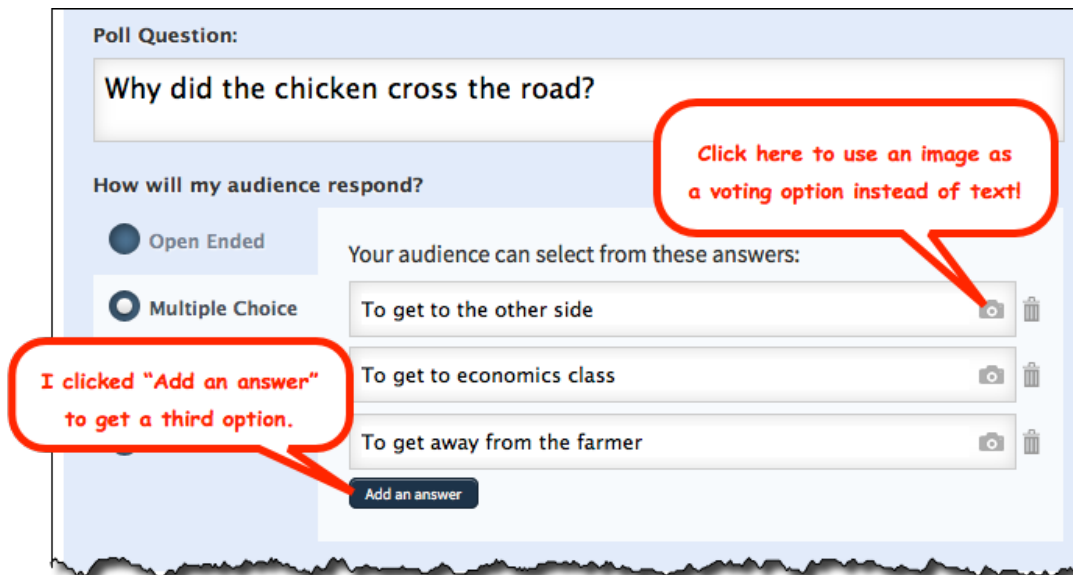 Poll Question:
Why did the chicken cross the road?
Click here to use an image as
a voting option instead of text!
How will my audience respond?
Open Ended
Your audience can select from these answers:
Multiple Choice
To get to the other side
I clicked “Add an answer”
to get a third option.
To get to economics class
To get away from the farmer
Add an answer